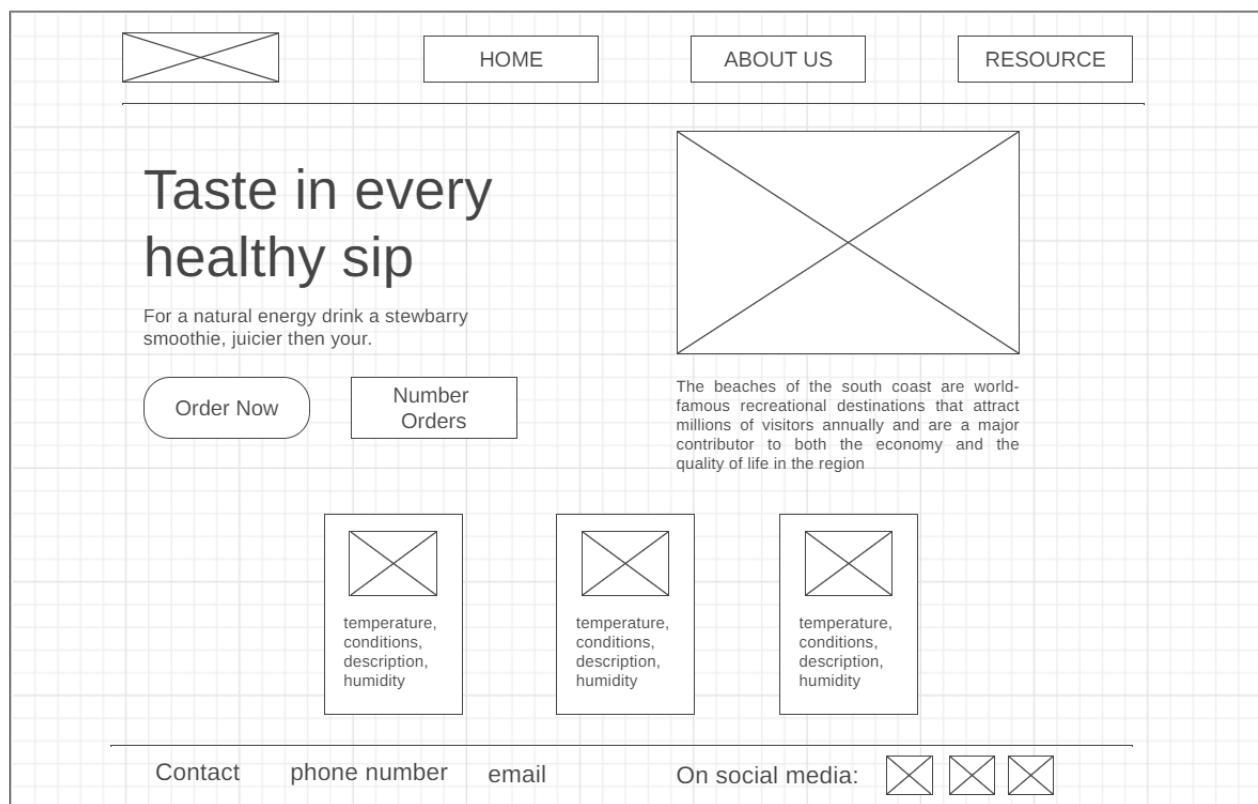 HOME
ABOUT US
RESOURCE
Taste in every
healthy sip
For a natural energy drink a stewbarry
smoothie, juicier then your.
Order Now
Number
Orders
The beaches of the south coast are world-
famous recreational destinations that attract
millions of visitors annually and are a major
contributor to both the economy and the
quality of life in the region
temperature,
conditions,
description,
humidity
temperature,
conditions,
description,
humidity
temperature,
conditions,
description,
humidity
Contact
phone number
email
On social media: